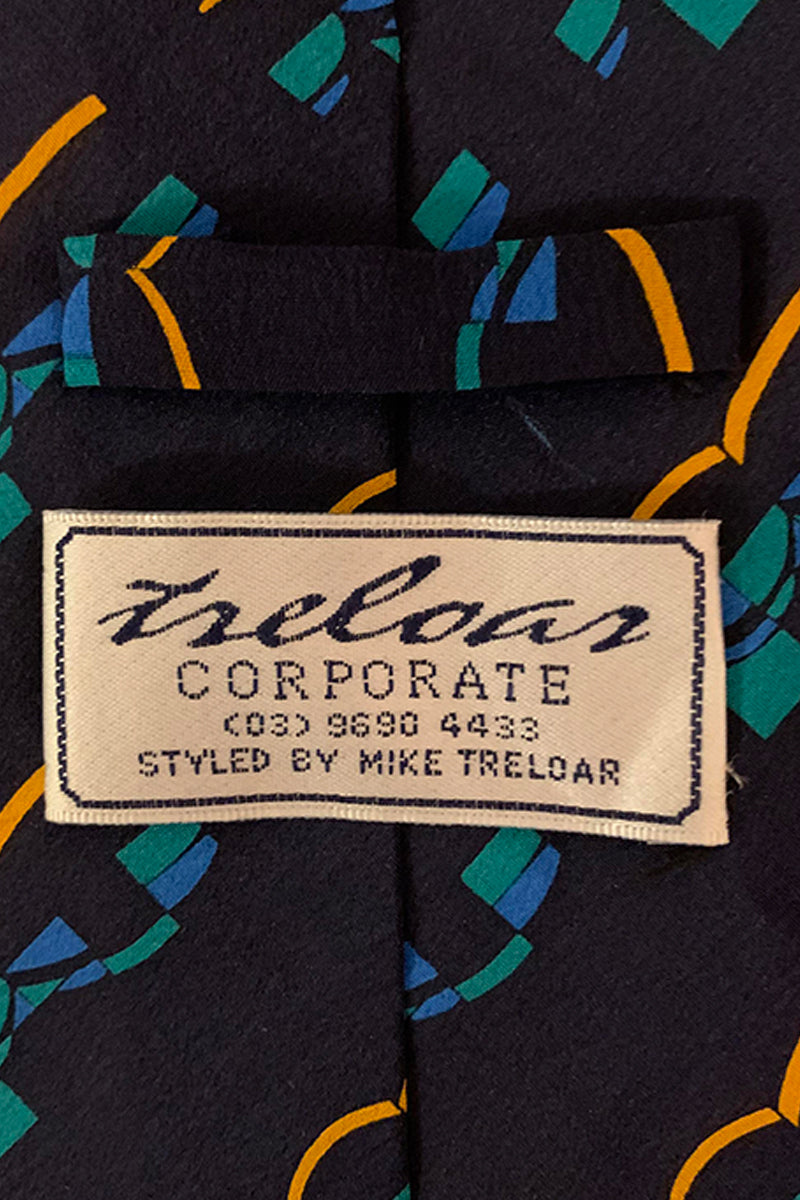 treloar
CORPORATE
(03) 9690 4433
STYLED BY MIKE TRELOAR